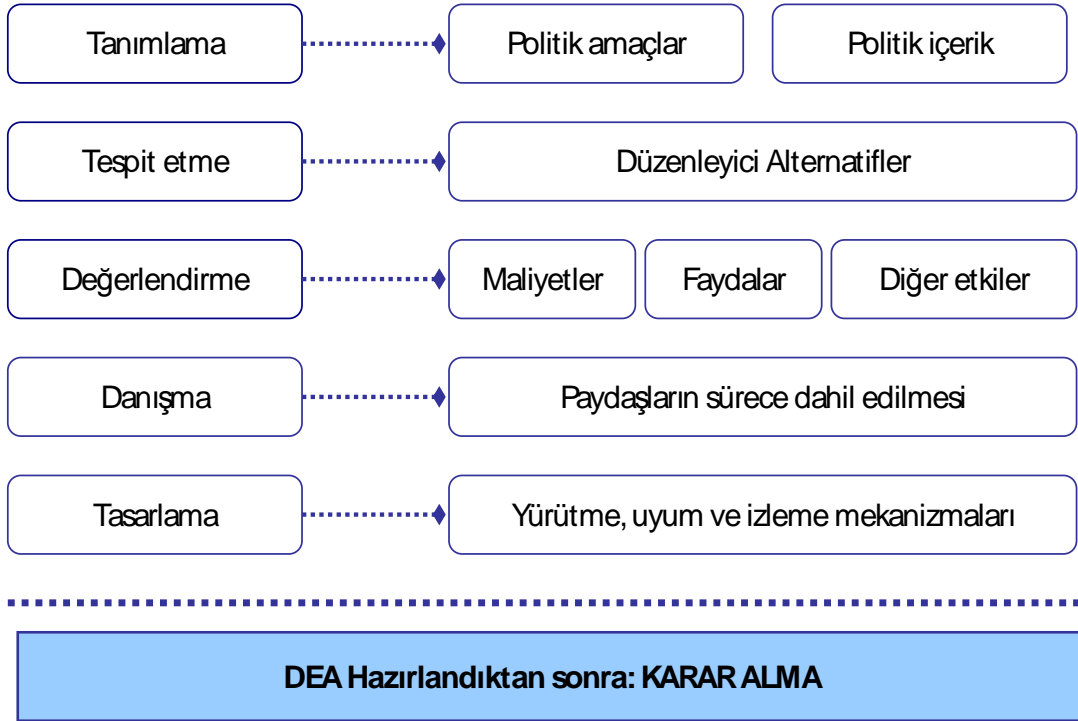 Tanımlama
Politik amaçlar
Politik içerik
Tespit etme
Düzenleyici Alternatifler
Değerlendirme
Maliyetler
Faydalar
Diğer etkiler
Danışma
Paydaşların sürece dahil edilmesi
Tasarlama
Yürütme, uyum ve izleme mekanizmaları
DEA Hazırlandıktan sonra: KARAR ALMA